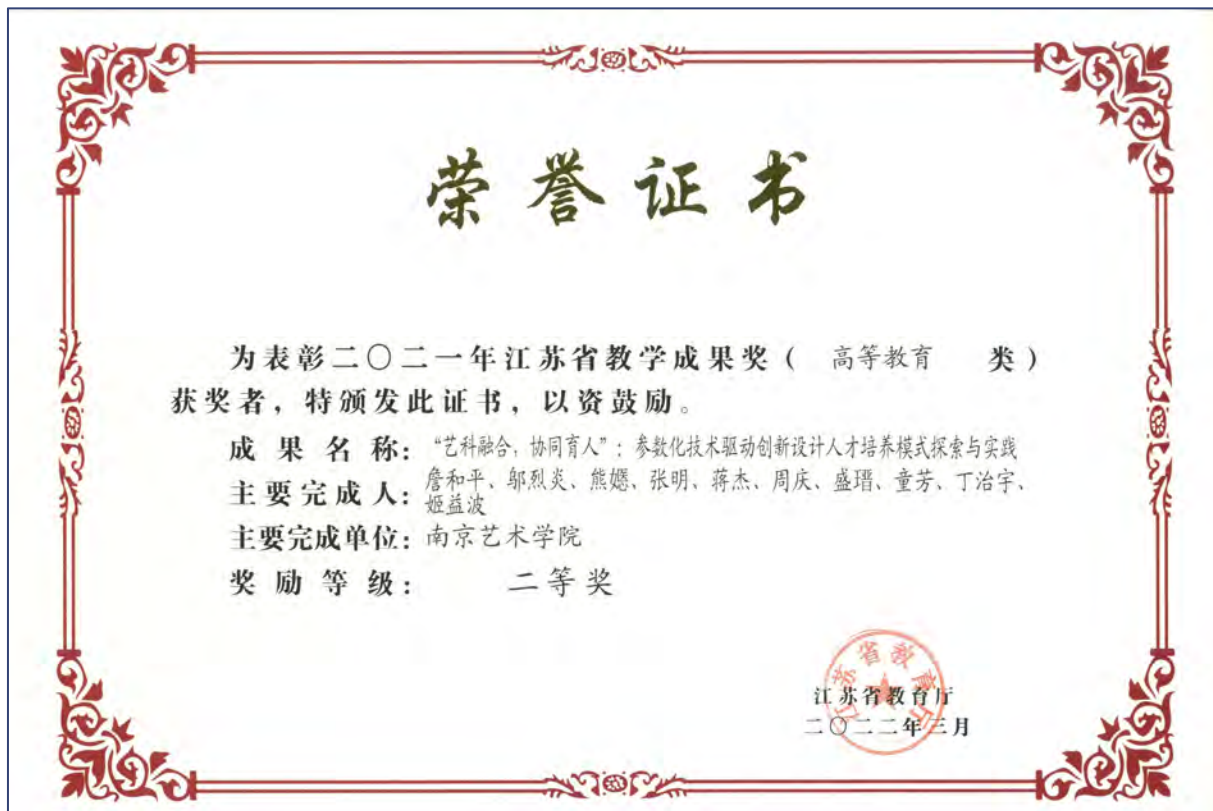 荣誉证书
为表彰二〇二一年江苏省教学成果奖（ 高等教育 类）
获奖者，特颁发此证书，以资鼓励。
成果名称：“艺科融合，协同育人”：参数化技术驱动创新设计人才培养模式探索与实践
主要完成人：詹和平、邬烈炎、熊嫕、张明、蒋杰、周庆、盛瑨、童芳、丁治宇、
姬益波
主要完成单位：南京艺术学院
奖励等级： 二等奖
江苏省教育厅
江苏省教育厅
二〇二二年三月